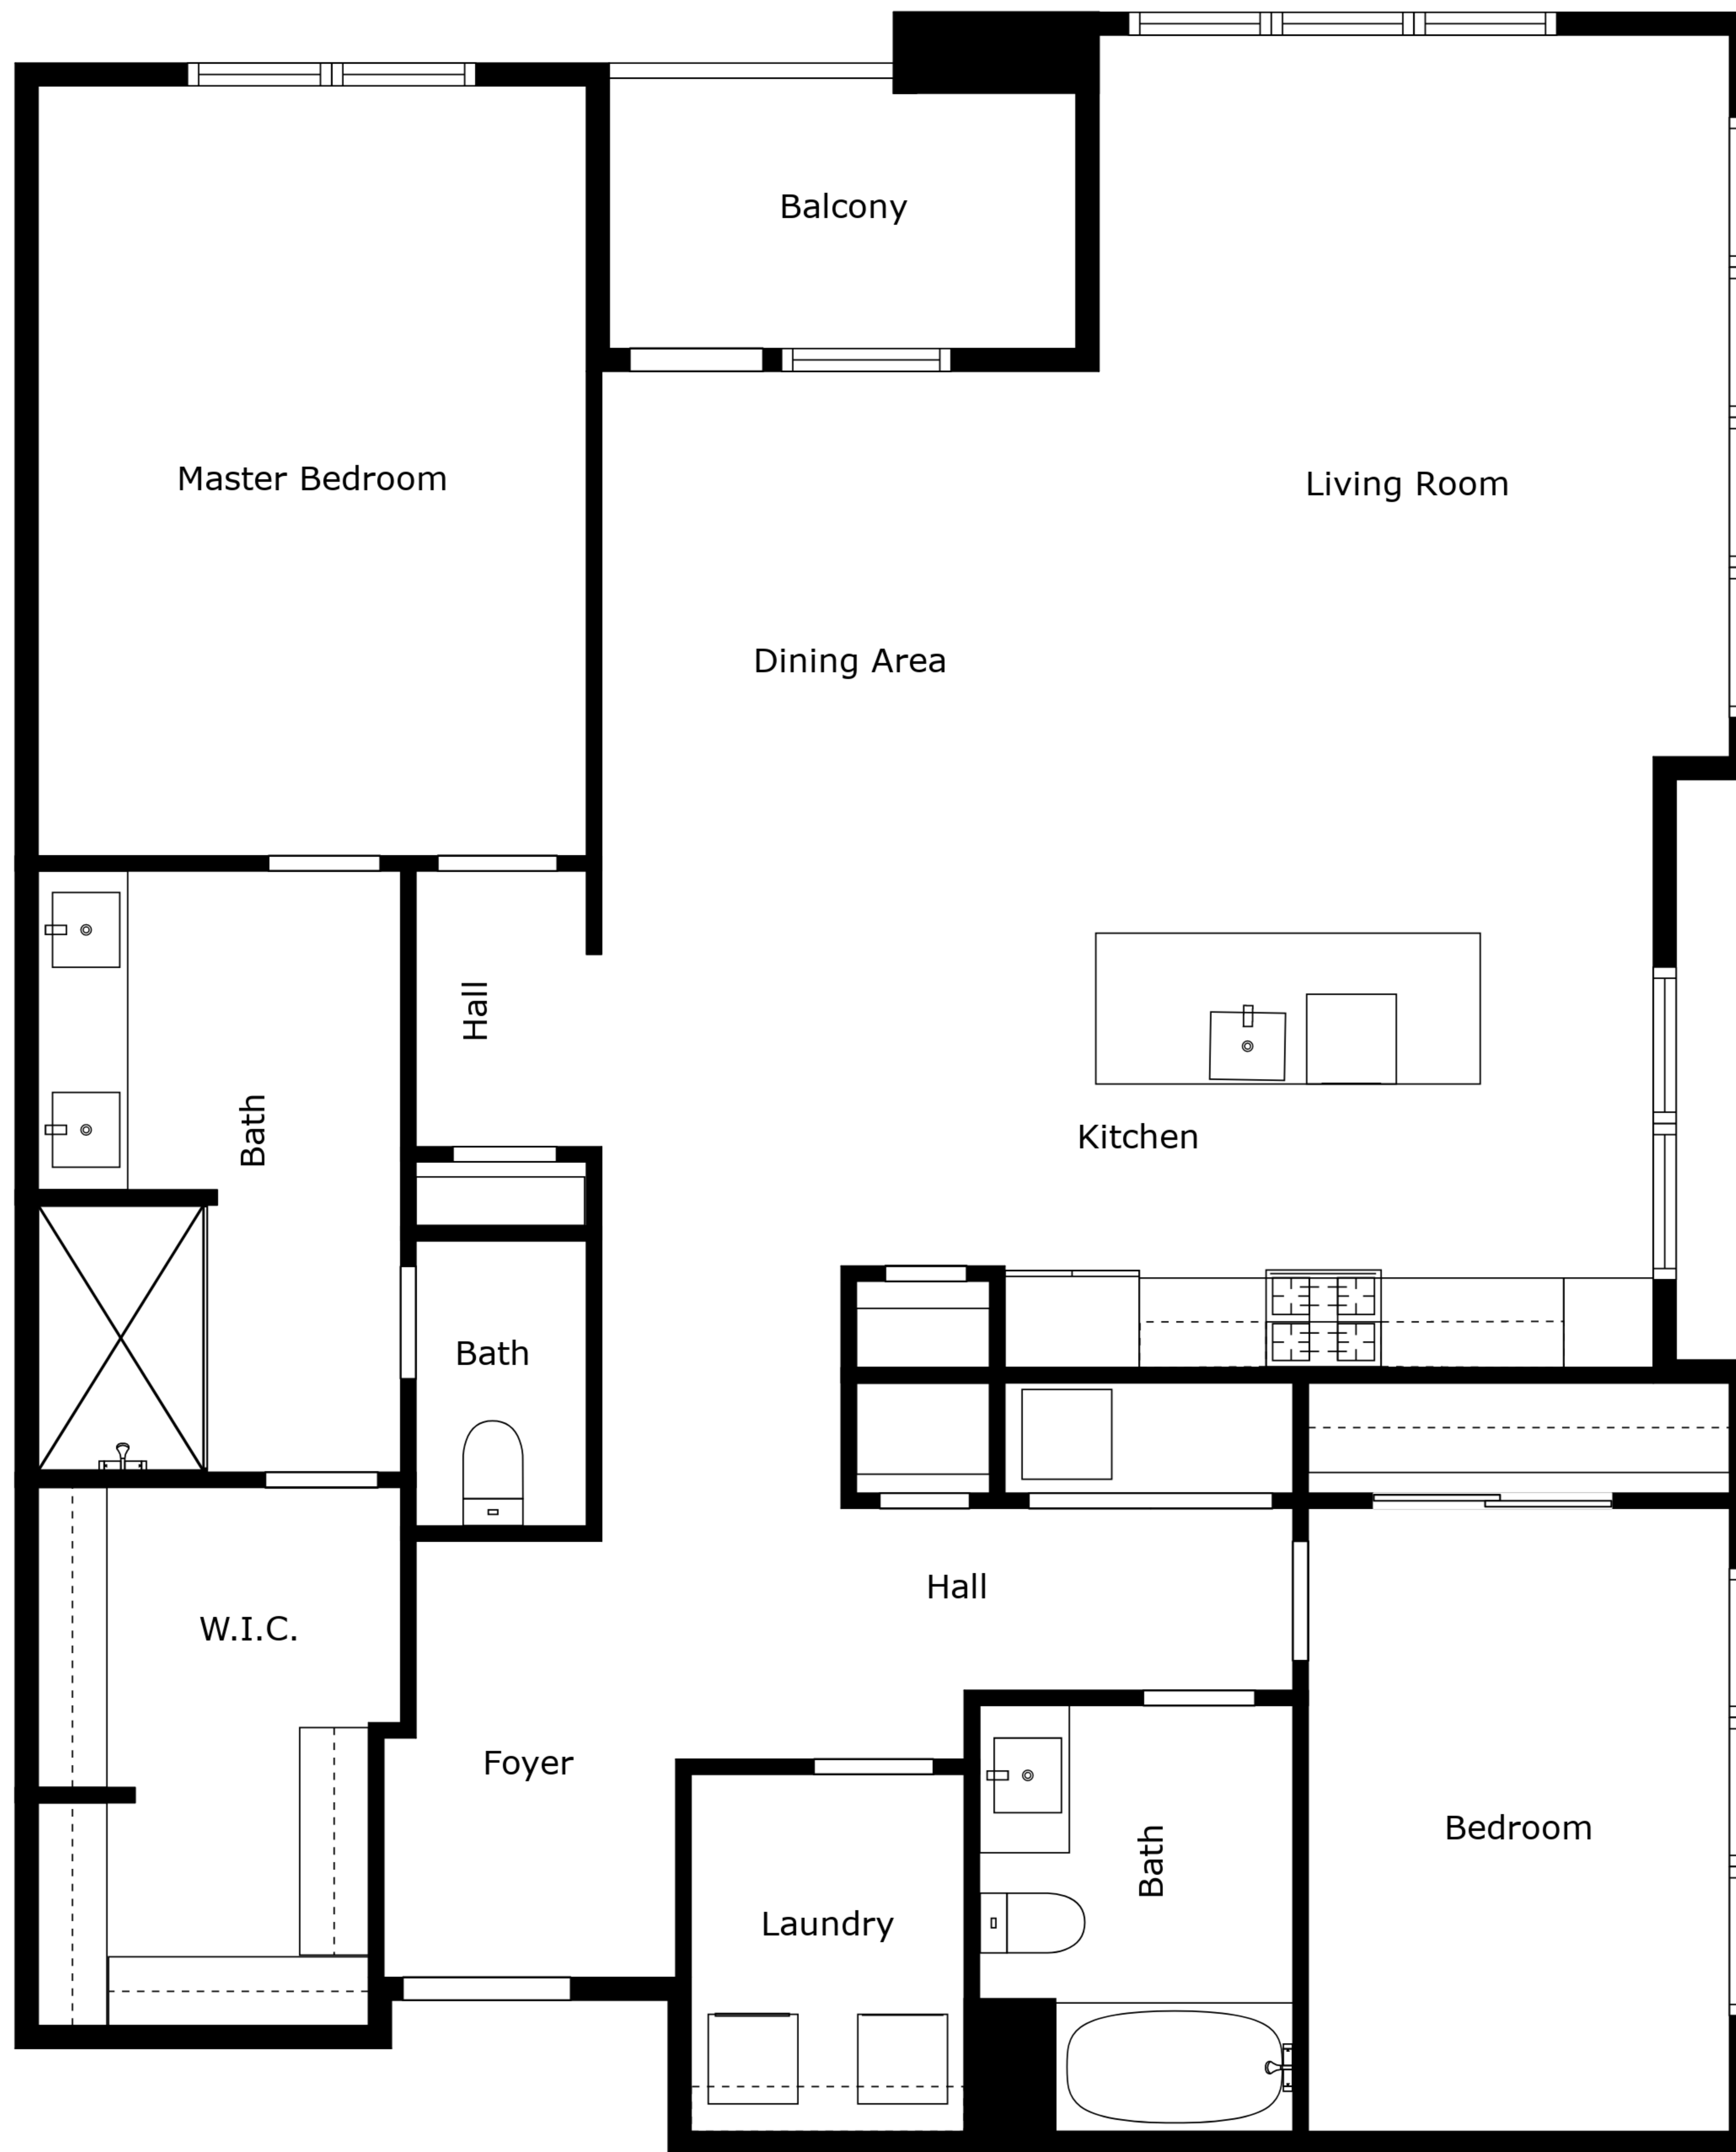 Balcony
Master Bedroom
Living Room
Dining Area
Hall
Bath
Kitchen
Bath
Hall
W.I.C.
Foyer
Bedroom
Bath
Laundry